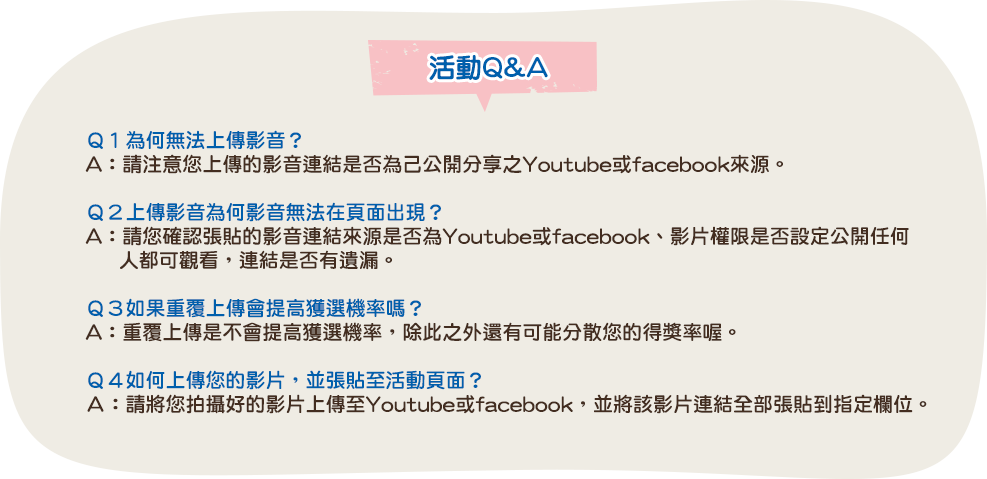 活動Q&A
Q1為何無法上傳影音？
A：請注意您上傳的影音連結是否為己公開分享之Youtube或facebook來源。
Q2上傳影音為何影音無法在頁面出現？
A：請您確認張貼的影音連結來源是否為Youtube或facebook、影片權限是否設定公開任何
人都可觀看，連結是否有遺漏。
Q3如果重覆上傳會提高獲選機率嗎？
A：重覆上傳是不會提高獲選機率，除此之外還有可能分散您的得獎率喔。
Q4如何上傳您的影片，並張貼至活動頁面？
A：請將您拍攝好的影片上傳至Youtube或facebook，並將該影片連結全部張貼到指定欄位。